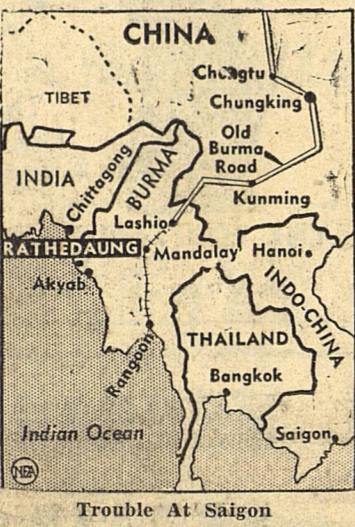 CHINA
Chengtu
TIBET
Chungking
Old
Burma
Road
Chittagong
BURMA
INDIA
Kunming
Lashio
RATHEDAUNG
Mandalay
Hanoi
Akyab
INDO-CHINA
THAILAND
Rangoon
Bangkok
Indian Ocean
Saigon
NEA
Trouble At Saigon